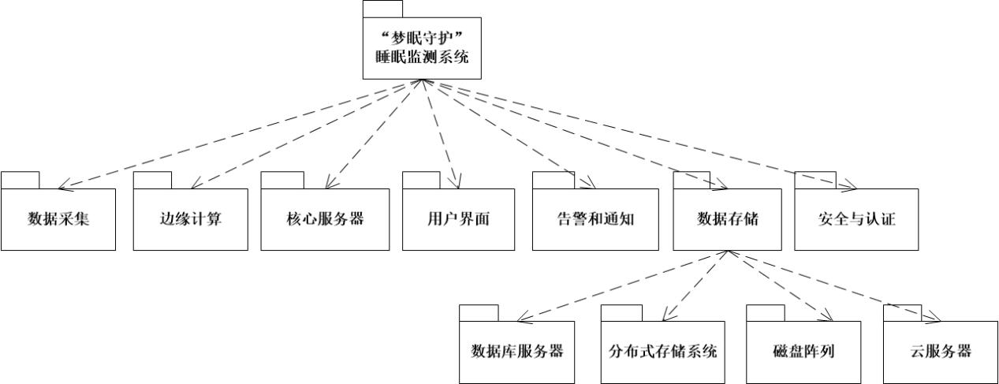 “梦眠守护”
睡眠监测系统
数据采集
边缘计算
核心服务器
用户界面
告警和通知
数据存储
安全与认证
数据库服务器
分布式存储系统
磁盘阵列
云服务器